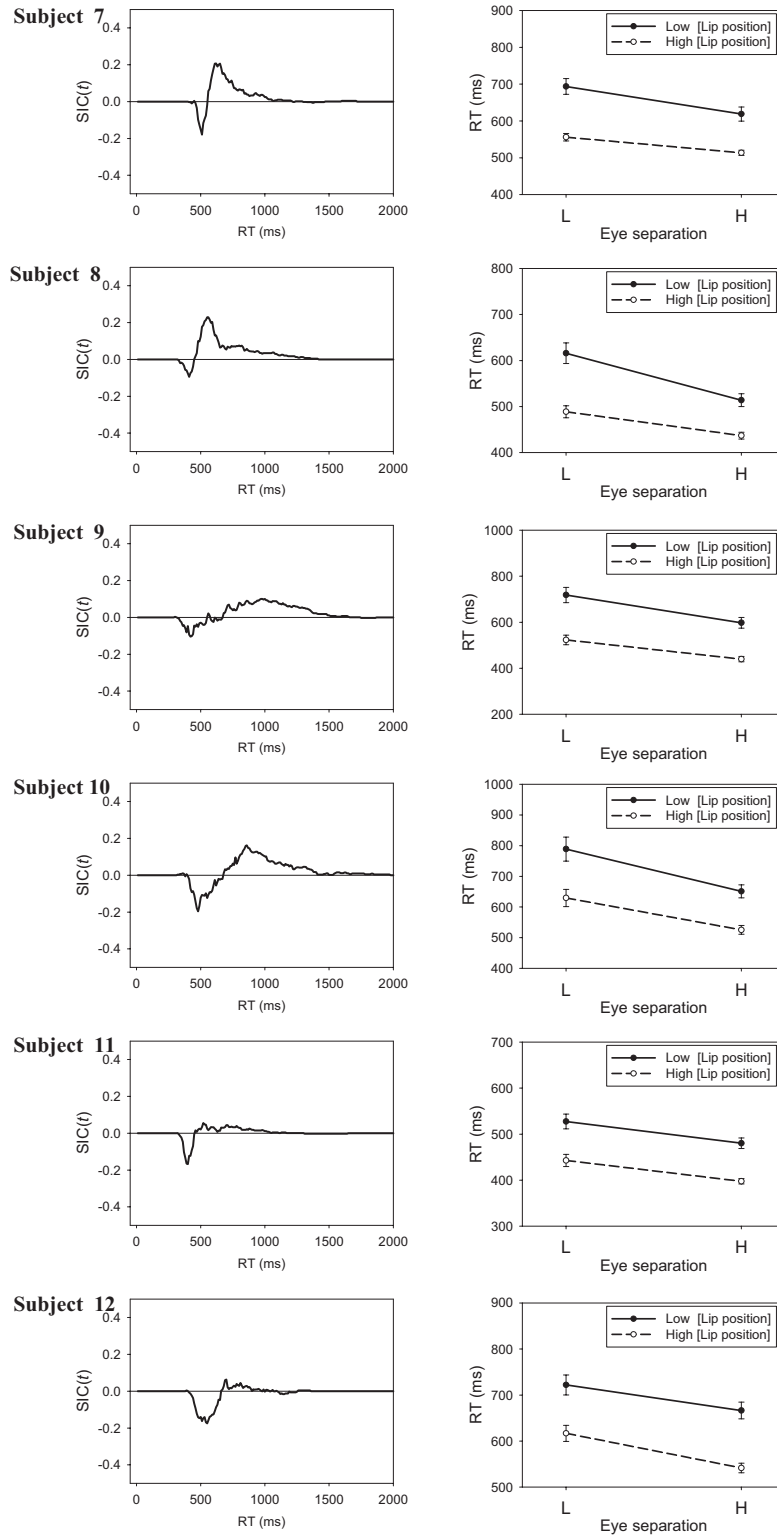 Subject 7
0.4
0.2
0.0
-0.2
-0.4
SIC(t)
0 500 1000 1500 2000
RT (ms)
900
800
700
600
500
400
RT (ms)
Low [Lip position]
High [Lip position]
L H
Eye separation
Subject 8
0.4
0.2
0.0
-0.2
-0.4
SIC(t)
0 500 1000 1500 2000
RT (ms)
800
700
600
500
400
RT (ms)
Low [Lip position]
High [Lip position]
L H
Eye separation
Subject 9
0.4
0.2
0.0
-0.2
-0.4
SIC(t)
0 500 1000 1500 2000
RT (ms)
1000
800
600
400
200
RT (ms)
Low [Lip position]
High [Lip position]
L H
Eye separation
Subject 10
0.4
0.2
0.0
-0.2
-0.4
SIC(t)
0 500 1000 1500 2000
RT (ms)
1000
900
800
700
600
500
400
RT (ms)
Low [Lip position]
High [Lip position]
L H
Eye separation
Subject 11
0.4
0.2
0.0
-0.2
-0.4
SIC(t)
0 500 1000 1500 2000
RT (ms)
700
600
500
400
300
RT (ms)
Low [Lip position]
High [Lip position]
L H
Eye separation
Subject 12
0.4
0.2
0.0
-0.2
-0.4
SIC(t)
0 500 1000 1500 2000
RT (ms)
900
800
700
600
500
RT (ms)
Low [Lip position]
High [Lip position]
L H
Eye separation